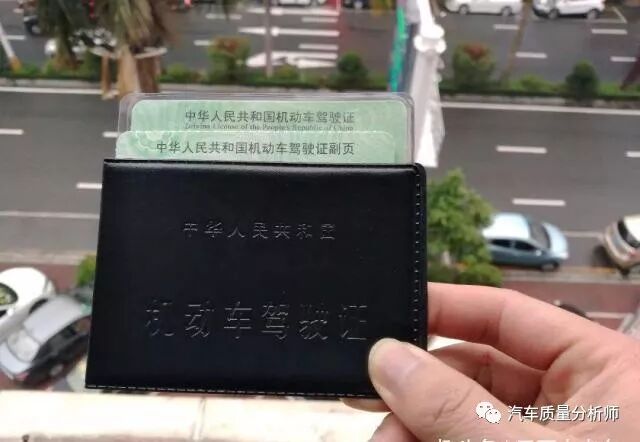 中华人民共和国机动车驾驶证
Driving License of the People's Republic of China
中华人民共和国机动车驾驶证副页
中华人民共和国
机动车驾驶证
汽车质量分析师